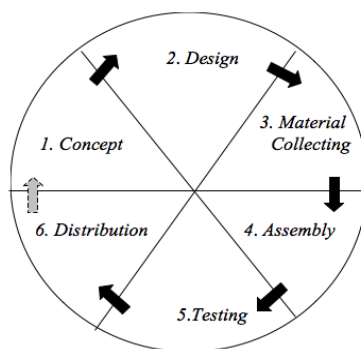 2. Design
1. Concept
3. Material
Collecting
6. Distribution
4. Assembly
5.Testing